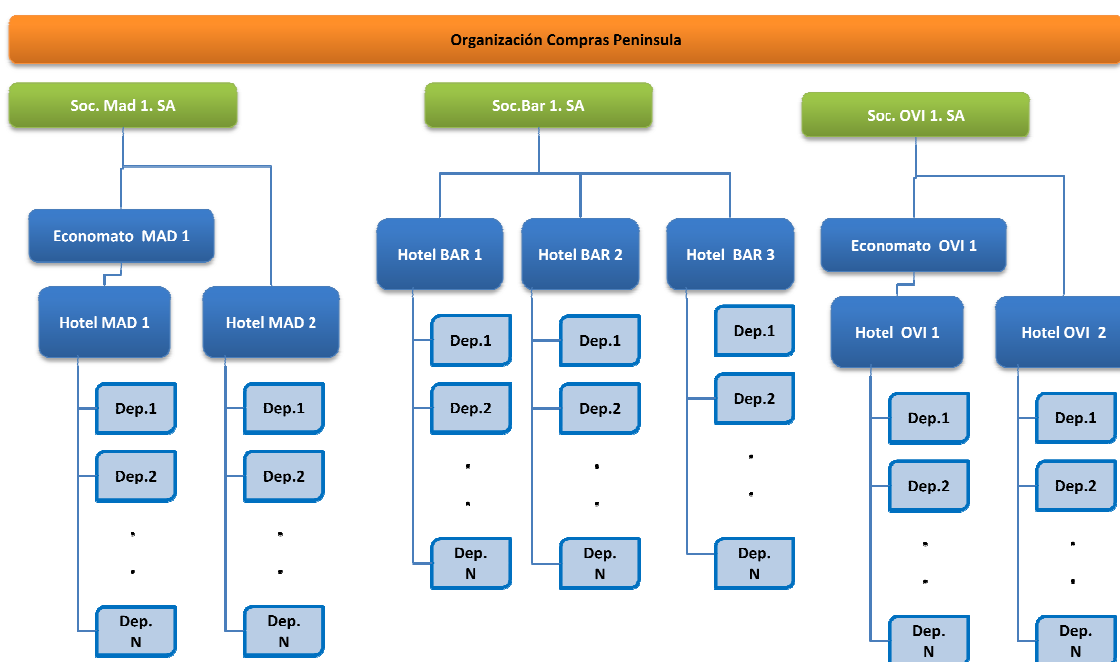 Organización Compras Peninsula
Soc. Mad 1. SA
Soc.Bar 1. SA
Soc. OVI 1. SA
Economato MAD 1
Hotel MAD 1
Hotel MAD 2
Dep.1
Dep.2
Dep.
N
Dep.1
Dep.2
Dep.
N
Hotel BAR 1
Hotel BAR 2
Hotel BAR 3
Dep.1
Dep.2
Dep.
N
Dep.1
Dep.2
Dep.
N
Dep.1
Dep.2
Dep.
N
Economato OVI 1
Hotel OVI 1
Hotel OVI 2
Dep.1
Dep.2
Dep.
N
Dep.1
Dep.2
Dep.
N